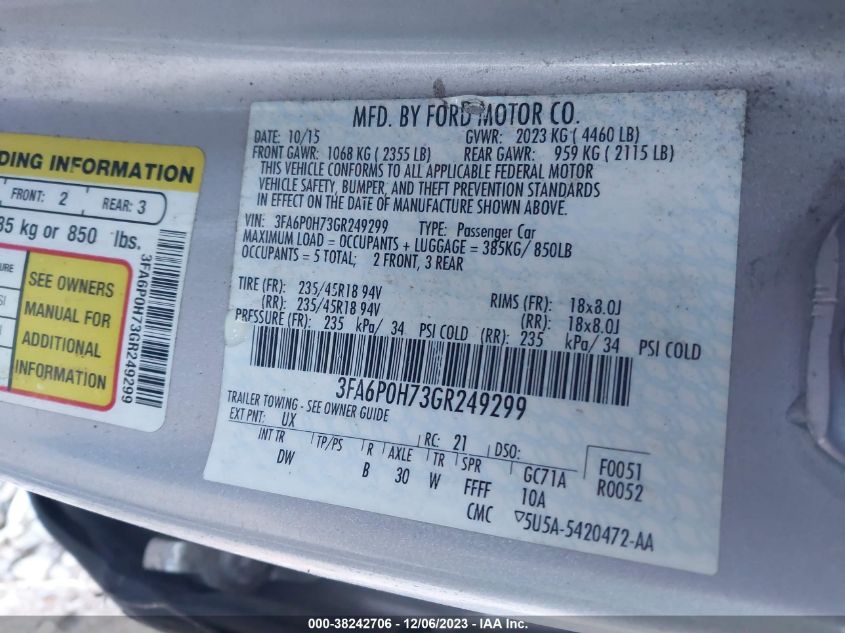 MFD. BY FORD MOTOR CO.
DATE: 10/15 GVWR: 2023 KG ( 4460 LB)
FRONT GAWR: 1068 KG ( 2355 LB) REAR GAWR: 959 KG ( 2115 LB)
THIS VEHICLE CONFORMS TO ALL APPLICABLE FEDERAL MOTOR
VEHICLE SAFETY, BUMPER, AND THEFT PREVENTION STANDARDS
IN EFFECT ON THE DATE OF MANUFACTURE SHOWN ABOVE.
VIN: 3FA6P0H73GR249299 TYPE: Passenger Car
MAXIMUM LOAD = OCCUPANTS + LUGGAGE = 385KG/ 850LB
OCCUPANTS = 5 TOTAL; 2 FRONT, 3 REAR
TIRE (FR): 235/45R18 94V RIMS (FR): 18x8.0J
(RR): 235/45R18 94V (RR): 18x8.0J
PRESSURE (FR): 235 kPa/ 34 PSI COLD (RR): 235 kPa/ 34 PSI COLD
3FA6P0H73GR249299
TRAILER TOWING - SEE OWNER GUIDE
EXT PNT: UX RC: 21 DSO:
INT TR TP/PS R AXLE TR SPR GC71A F0051
DW B 30 W FFFF 10A R0052
CMC ▽5U5A-5420472-AA
DING INFORMATION
FRONT: 2 REAR: 3
85 kg or 850 lbs.
SEE OWNERS
MANUAL FOR
ADDITIONAL
INFORMATION
3FA6P0H73GR249299
000-38242706 - 12/06/2023 - ©IAA, Inc.